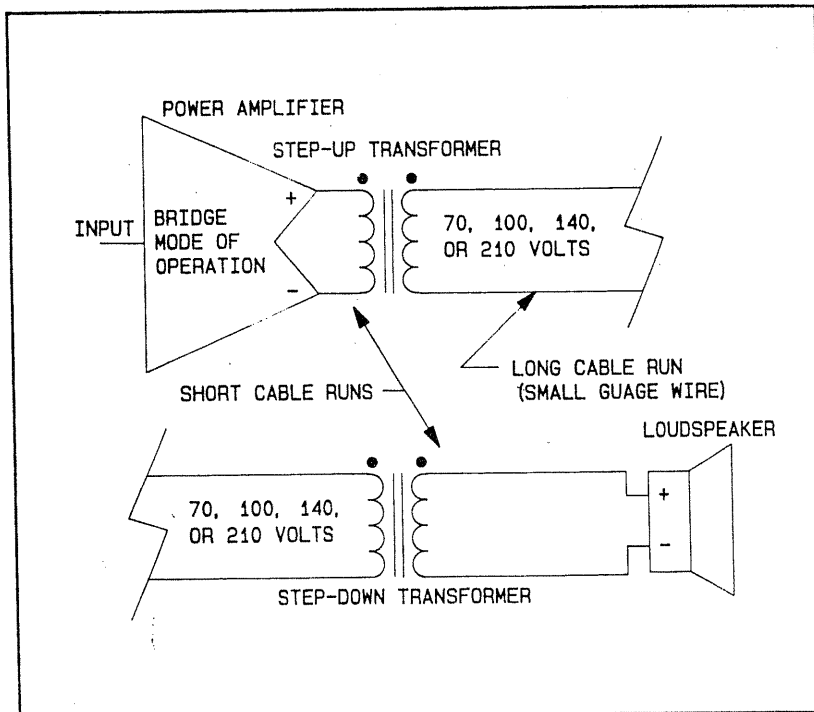 POWER AMPLIFIER
STEP-UP TRANSFORMER
INPUT
BRIDGE
MODE OF
OPERATION
+
-
70, 100, 140,
OR 210 VOLTS
SHORT CABLE RUNS
LONG CABLE RUN
(SMALL GUAGE WIRE)
LOUDSPEAKER
70, 100, 140,
OR 210 VOLTS
+
-
STEP-DOWN TRANSFORMER